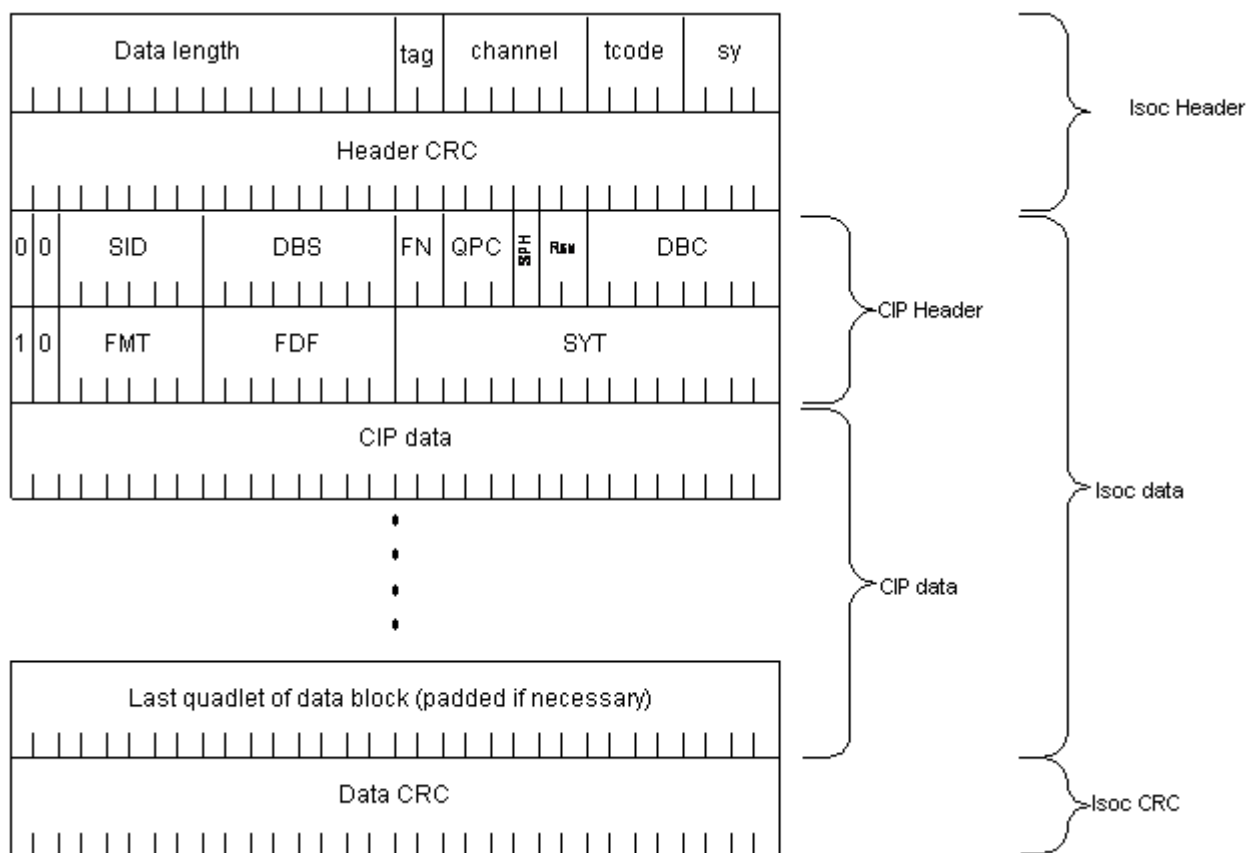 Data length tag channel tcode sy
Isoc Header
Header CRC
0 0 SID DBS FN QPC SPH DBC
CIP Header
1 0 FMT FDF SYT
CIP data
Isoc data
CIP data
Last quadlet of data block (padded if necessary)
Data CRC
Isoc CRC